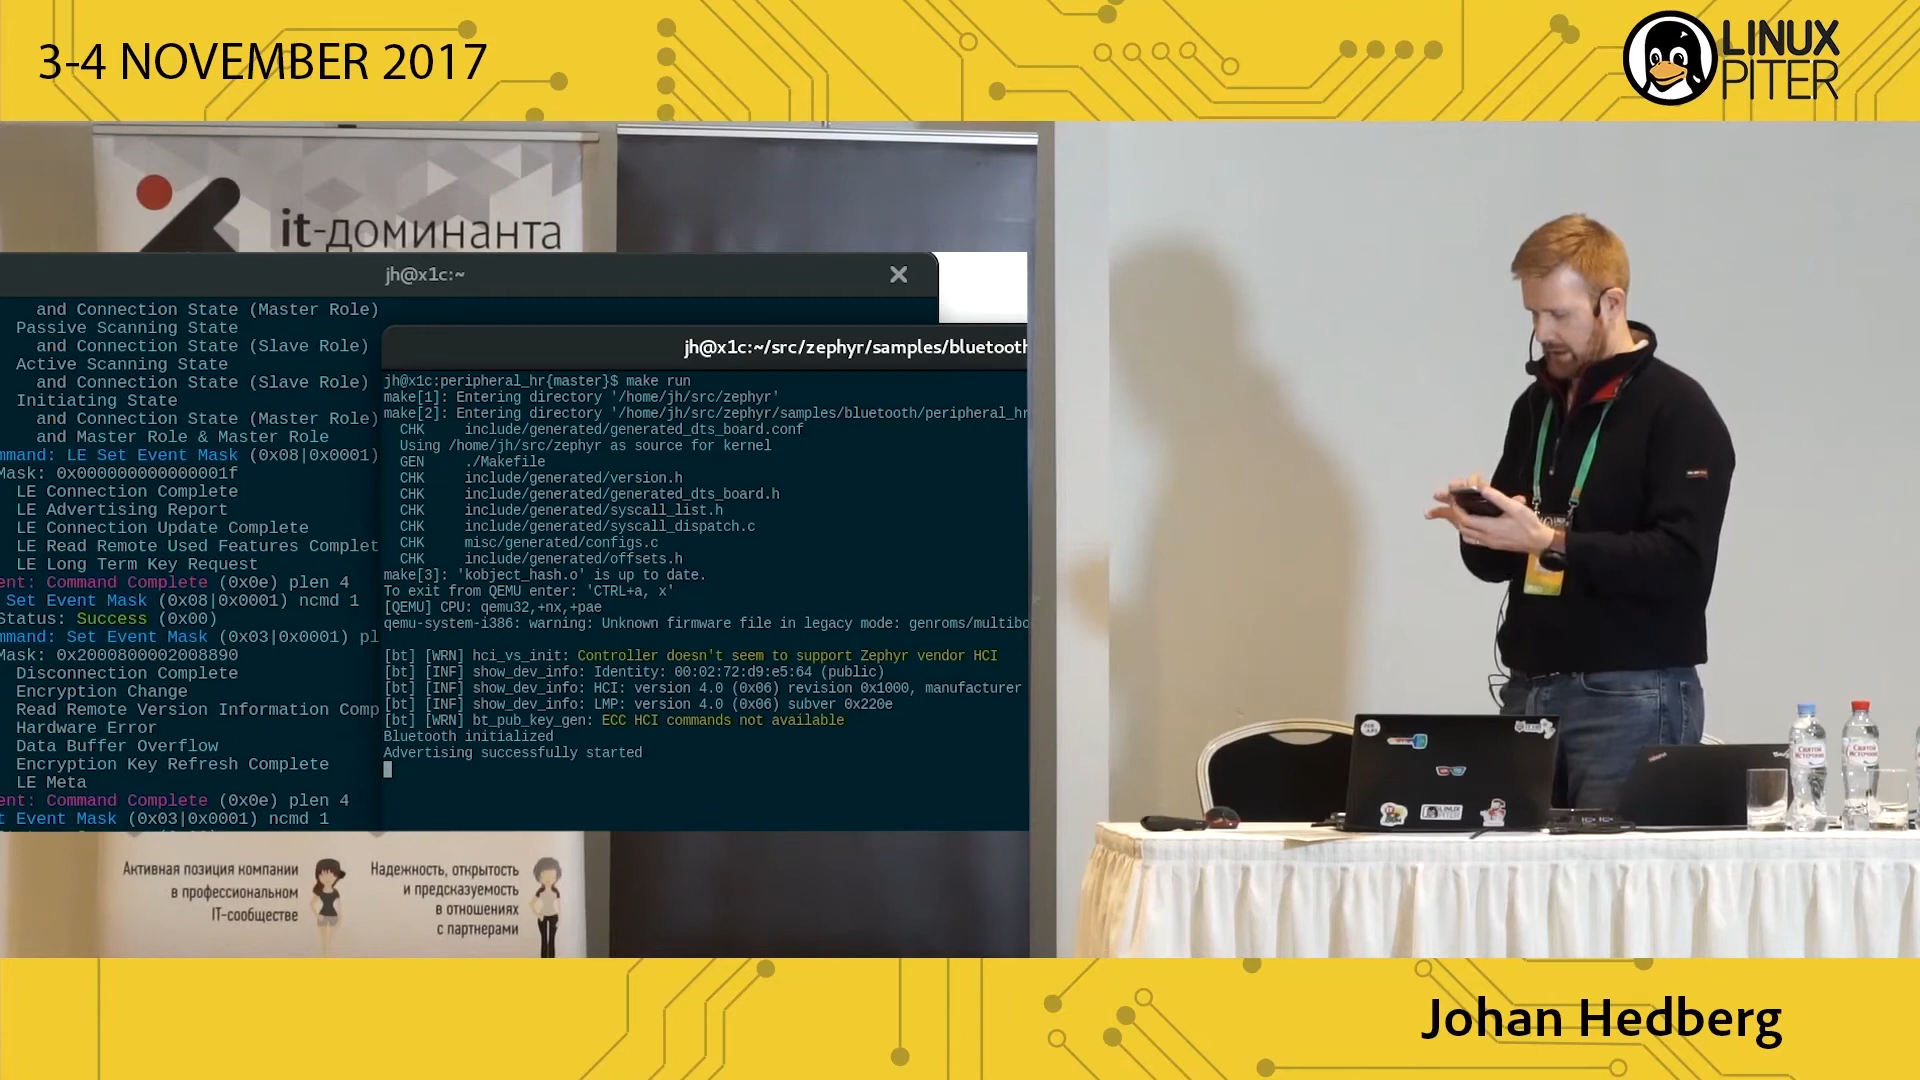 3-4 NOVEMBER 2017
LINUX
PITER
it-доминанта
jh@x1c:~
and Connection State (Master Role)
Passive Scanning State
and Connection State (Slave Role)
Active Scanning State
and Connection State (Slave Role)
Initiating State
and Connection State (Master Role)
and Master Role & Master Role
mmand: LE Set Event Mask (0x08|0x0001)
Mask: 0x000000000000001f
LE Connection Complete
LE Advertising Report
LE Connection Update Complete
LE Read Remote Used Features Complet
LE Long Term Key Request
ent: Command Complete (0x0e) plen 4
Set Event Mask (0x08|0x0001) ncmd 1
Status: Success (0x00)
mmand: Set Event Mask (0x03|0x0001) pl
Mask: 0x2000800002008890
Disconnection Complete
Encryption Change
Read Remote Version Information Comp
Hardware Error
Data Buffer Overflow
Encryption Key Refresh Complete
LE Meta
ent: Command Complete (0x0e) plen 4
t Event Mask (0x03|0x0001) ncmd 1
jh@x1c:~/src/zephyr/samples/bluetooth
jh@x1c:peripheral_hr{master}$ make run
make[1]: Entering directory '/home/jh/src/zephyr'
make[2]: Entering directory '/home/jh/src/zephyr/samples/bluetooth/peripheral_hr
CHK include/generated/generated_dts_board.conf
Using /home/jh/src/zephyr as source for kernel
GEN ./Makefile
CHK include/generated/version.h
CHK include/generated/generated_dts_board.h
CHK include/generated/syscall_list.h
CHK include/generated/syscall_dispatch.c
CHK misc/generated/configs.c
CHK include/generated/offsets.h
make[3]: 'kobject_hash.o' is up to date.
To exit from QEMU enter: 'CTRL+a, x'
[QEMU] CPU: qemu32,+nx,+pae
qemu-system-i386: warning: Unknown firmware file in legacy mode: genroms/multibo
[bt] [WRN] hci_vs_init: Controller doesn't seem to support Zephyr vendor HCI
[bt] [INF] show_dev_info: Identity: 00:02:72:d9:e5:64 (public)
[bt] [INF] show_dev_info: HCI: version 4.0 (0x06) revision 0x1000, manufacturer
[bt] [INF] show_dev_info: LMP: version 4.0 (0x06) subver 0x220e
[bt] [WRN] bt_pub_key_gen: ECC HCI commands not available
Bluetooth initialized
Advertising successfully started
Активная позиция компании
в профессиональном
IT-сообществе
Надежность, открытость
и предсказуемость
в отношениях
с партнерами
LINUX
PITER
СВЯТОЙ
ИСТОЧНИК
СВЯТОЙ
ИСТОЧНИК
Johan Hedberg